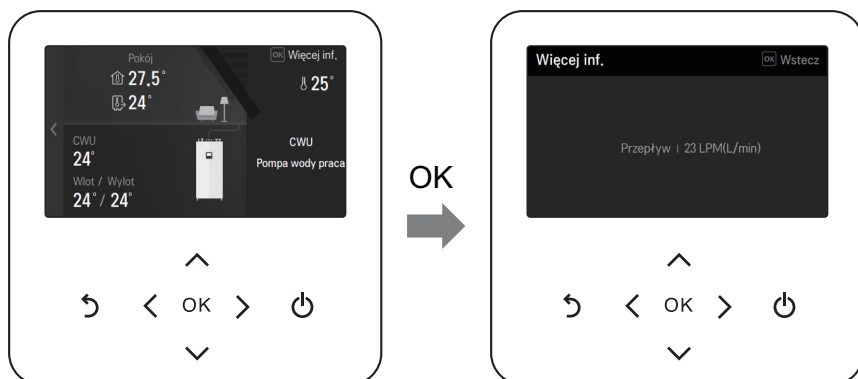 Pokój
OK Więcej inf.
27.5°
25°
24°
CWU
24°
CWU
Pompa wody praca
Wlot / Wylot
24° / 24°
OK
OK
Więcej inf.
OK Wstecz
Przepływ | 23 LPM(L/min)
OK